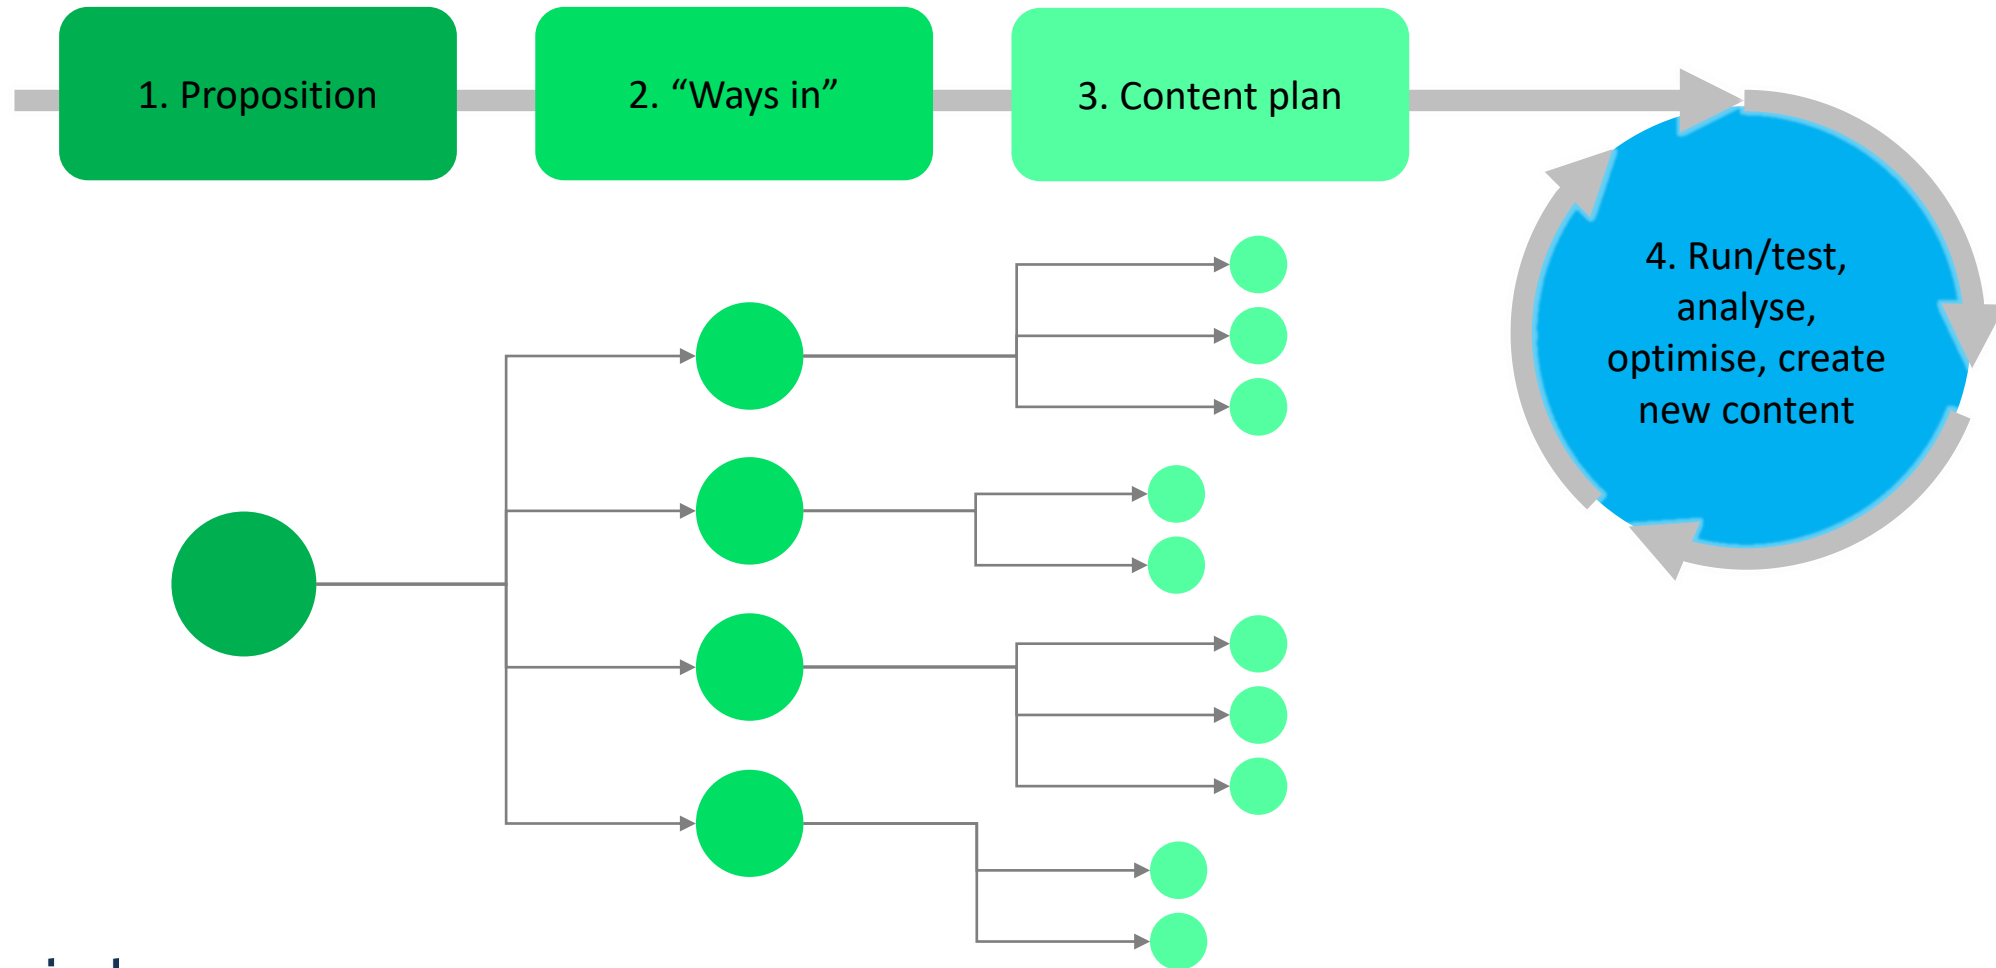 1. Proposition
2. “Ways in”
3. Content plan
4. Run/test,
analyse,
optimise, create
new content